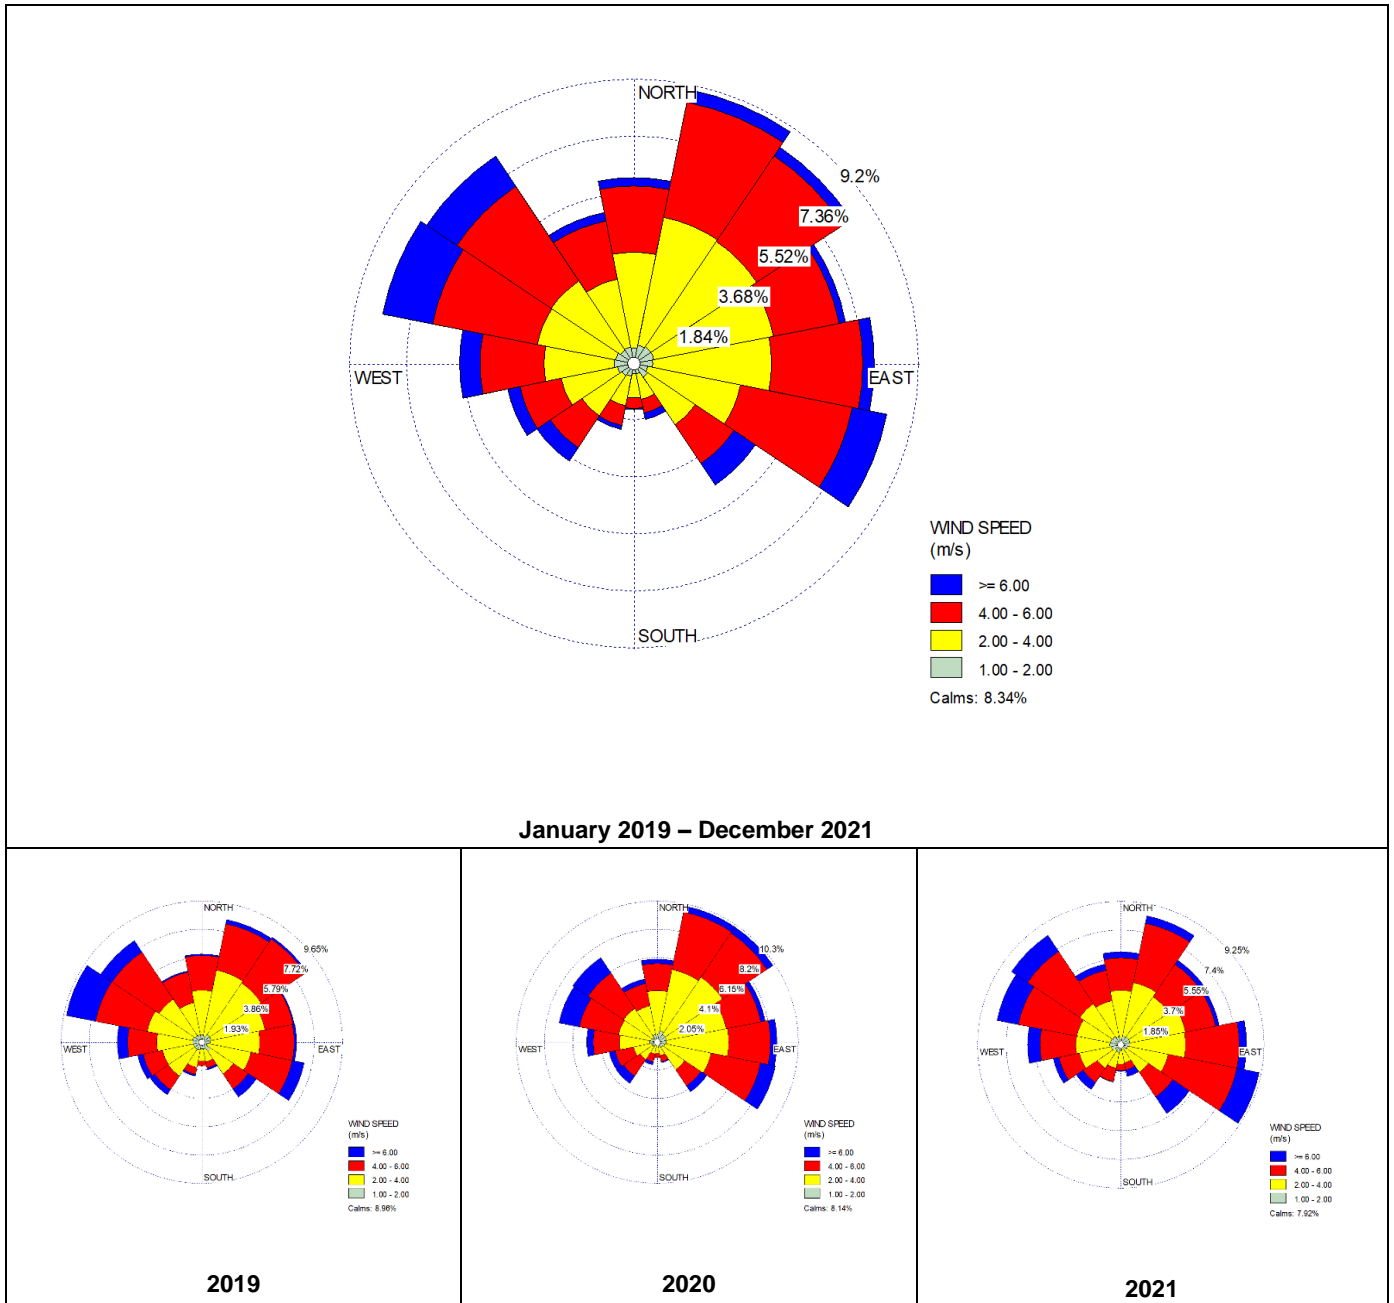 NORTH
9.2%
7.36%
5.52%
3.68%
1.84%
WEST
EAST
SOUTH
WIND SPEED
(m/s)
>= 6.00
4.00 - 6.00
2.00 - 4.00
1.00 - 2.00
Calms: 8.34%
January 2019 – December 2021
NORTH
9.65%
7.72%
5.79%
3.86%
1.93%
WEST
EAST
SOUTH
WIND SPEED
(m/s)
>= 6.00
4.00 - 6.00
2.00 - 4.00
1.00 - 2.00
Calms: 8.96%
2019
NORTH
10.3%
8.2%
6.15%
4.1%
2.05%
WEST
EAST
SOUTH
WIND SPEED
(m/s)
>= 6.00
4.00 - 6.00
2.00 - 4.00
1.00 - 2.00
Calms: 8.14%
2020
NORTH
9.25%
7.4%
5.55%
3.7%
1.85%
WEST
EAST
SOUTH
WIND SPEED
(m/s)
>= 6.00
4.00 - 6.00
2.00 - 4.00
1.00 - 2.00
Calms: 7.92%
2021